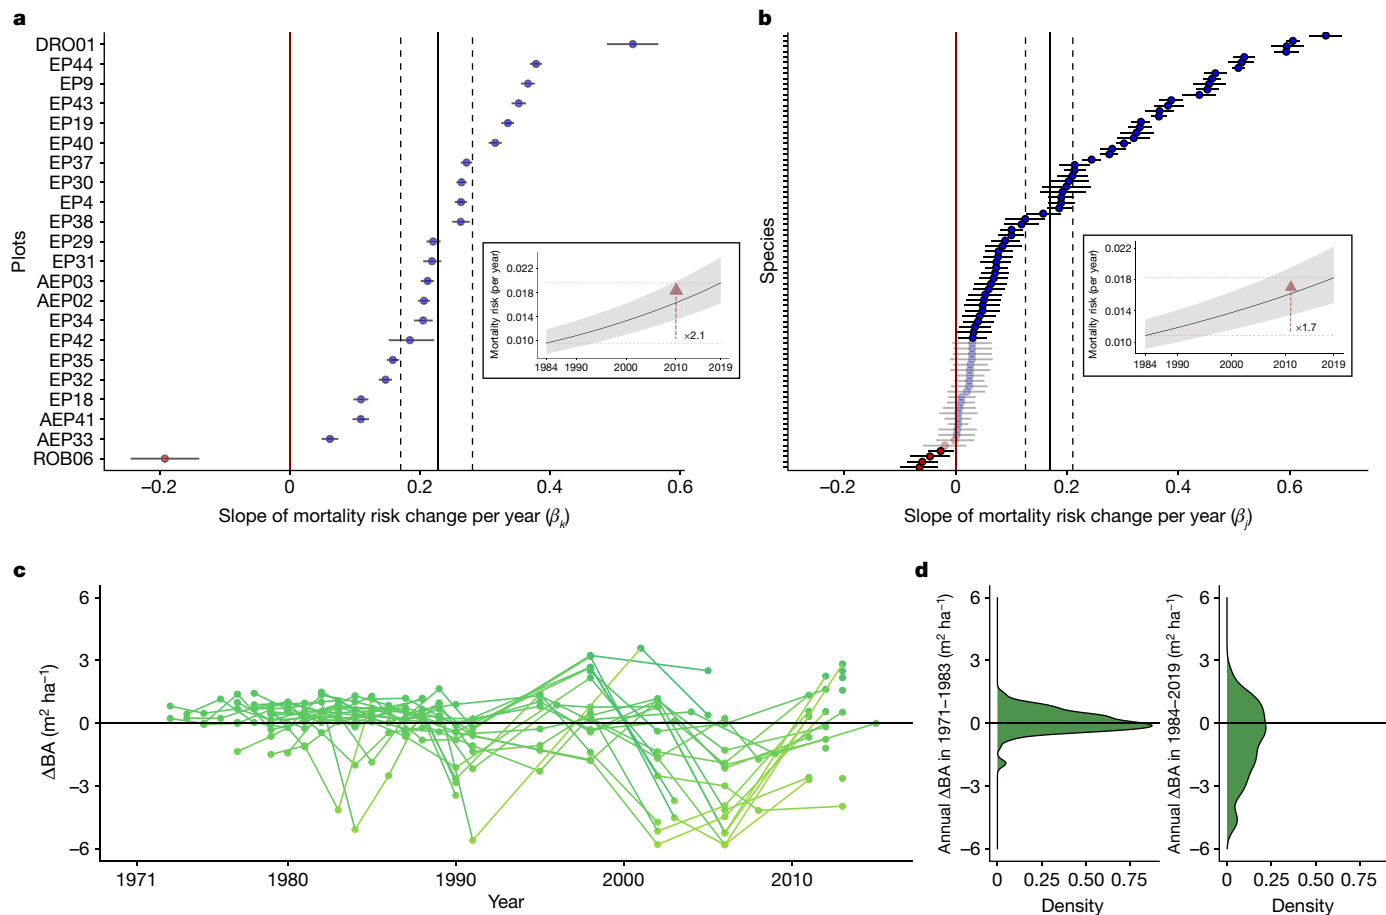 a
DRO01
EP44
EP9
EP43
EP19
EP40
EP37
EP30
EP4
EP38
EP29
EP31
AEP03
AEP02
EP34
EP42
EP35
EP32
EP18
AEP41
AEP33
ROB06
Plots
−0.2 0 0.2 0.4 0.6
Slope of mortality risk change per year (βk)
Mortality risk (per year)
0.022
0.018
0.014
0.010
×2.1
1984 1990 2000 2010 2019
b
Species
−0.2 0 0.2 0.4 0.6
Slope of mortality risk change per year (βj)
Mortality risk (per year)
0.022
0.018
0.014
0.010
×1.7
1984 1990 2000 2010 2019
c
ΔBA (m² ha⁻¹)
6
3
0
−3
−6
1971 1980 1990 2000 2010
Year
d
Annual ΔBA in 1971–1983 (m² ha⁻¹)
6
3
0
−3
−6
0 0.25 0.50 0.75
Density
Annual ΔBA in 1984–2019 (m² ha⁻¹)
6
3
0
−3
−6
0 0.25 0.50 0.75
Density